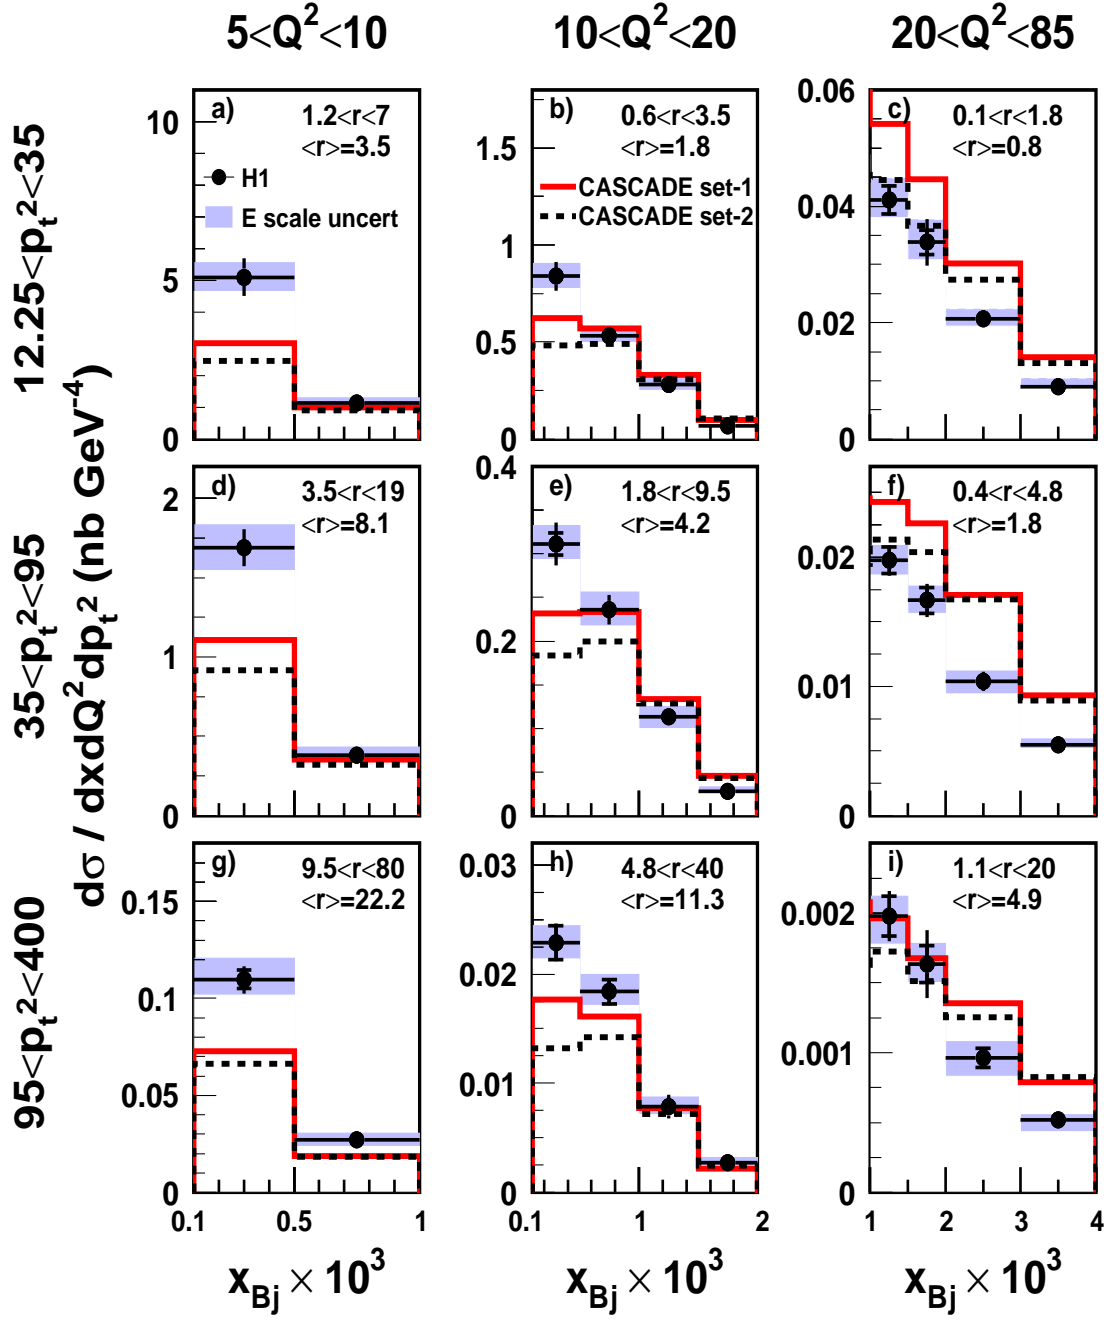 5<Q²<10
10<Q²<20
20<Q²<85
12.25<p_t²<35
35<p_t²<95
95<p_t²<400
dσ / dxdQ²dp_t² (nb GeV⁻⁴)
a)
1.2<r<7
<r>=3.5
H1
E scale uncert
10
5
0
b)
0.6<r<3.5
<r>=1.8
CASCADE set-1
CASCADE set-2
1.5
1
0.5
0
c)
0.1<r<1.8
<r>=0.8
0.06
0.04
0.02
0
d)
3.5<r<19
<r>=8.1
2
1
0
e)
1.8<r<9.5
<r>=4.2
0.4
0.2
0
f)
0.4<r<4.8
<r>=1.8
0.02
0.01
0
g)
9.5<r<80
<r>=22.2
0.15
0.1
0.05
0
h)
4.8<r<40
<r>=11.3
0.03
0.02
0.01
0
i)
1.1<r<20
<r>=4.9
0.002
0.001
0
0.1 0.5 1
0.1 1 2
1 2 3 4
x_Bj × 10³
x_Bj × 10³
x_Bj × 10³